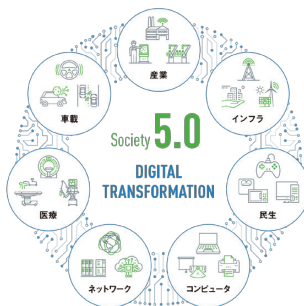 産業
車載
インフラ
Society 5.0
DIGITAL
TRANSFORMATION
医療
民生
ネットワーク
コンピュータ